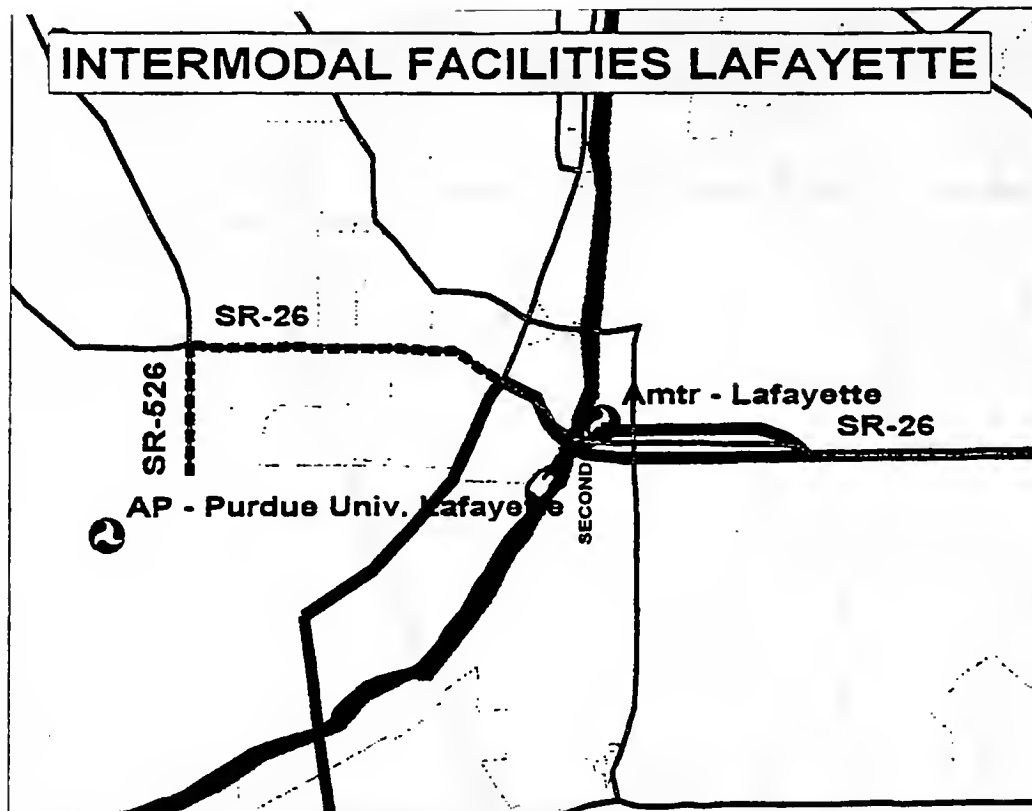 INTERMODAL FACILITIES LAFAYETTE
SR-26
SR-526
Amtr - Lafayette
SR-26
SECOND
AP - Purdue Univ. Lafayette